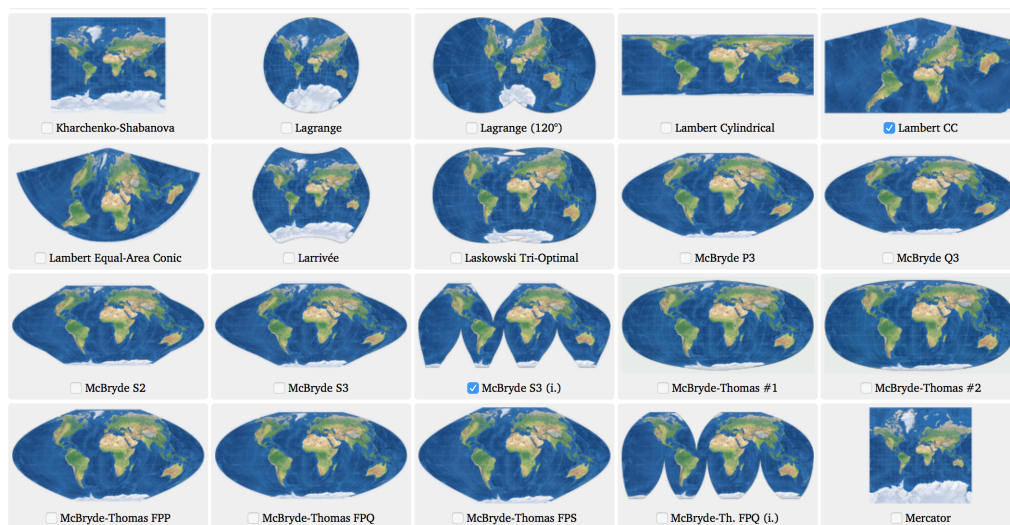 Kharchenko-Shabanova
Lagrange
Lagrange (120°)
Lambert Cylindrical
Lambert CC
Lambert Equal-Area Conic
Larrivée
Laskowski Tri-Optimal
McBryde P3
McBryde Q3
McBryde S2
McBryde S3
McBryde S3 (i.)
McBryde-Thomas #1
McBryde-Thomas #2
McBryde-Thomas FPP
McBryde-Thomas FPQ
McBryde-Thomas FPS
McBryde-Th. FPQ (i.)
Mercator